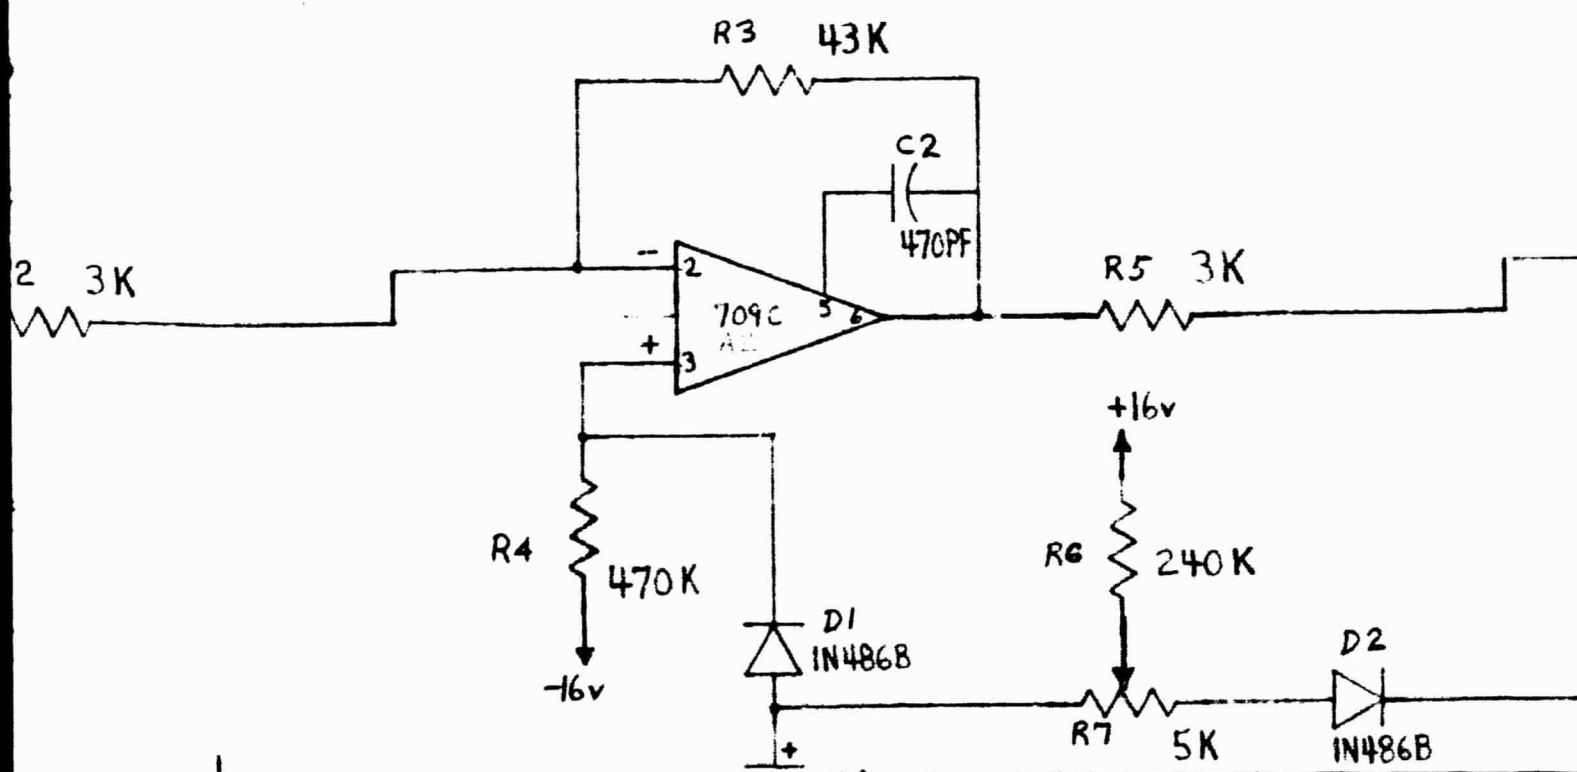 R3 43K
C2
470PF
2 3K
R5 3K
--
2
709C
5
6
+
3
+16v
R4
470K
R6
240K
-16v
D1
1N486B
D2
R7
5K
1N486B
+